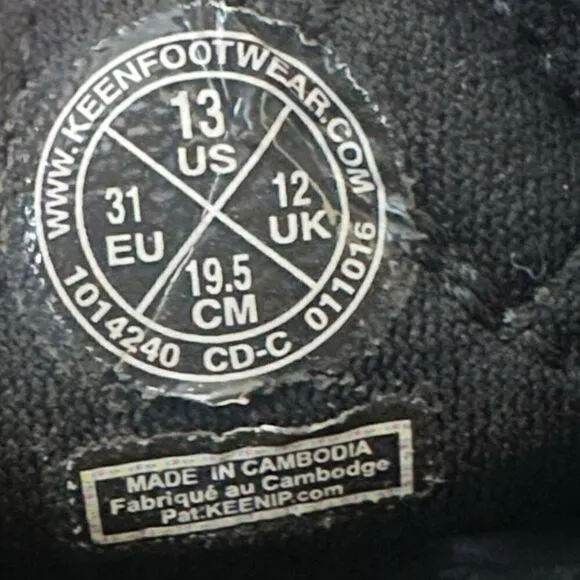 WWW.KEENFOOTWEAR.COM
13
US
31
EU
12
UK
19.5
CM
1014240 CD-C 011016
MADE IN CAMBODIA
Fabriqué au Cambodge
Pat:KEENIP.com